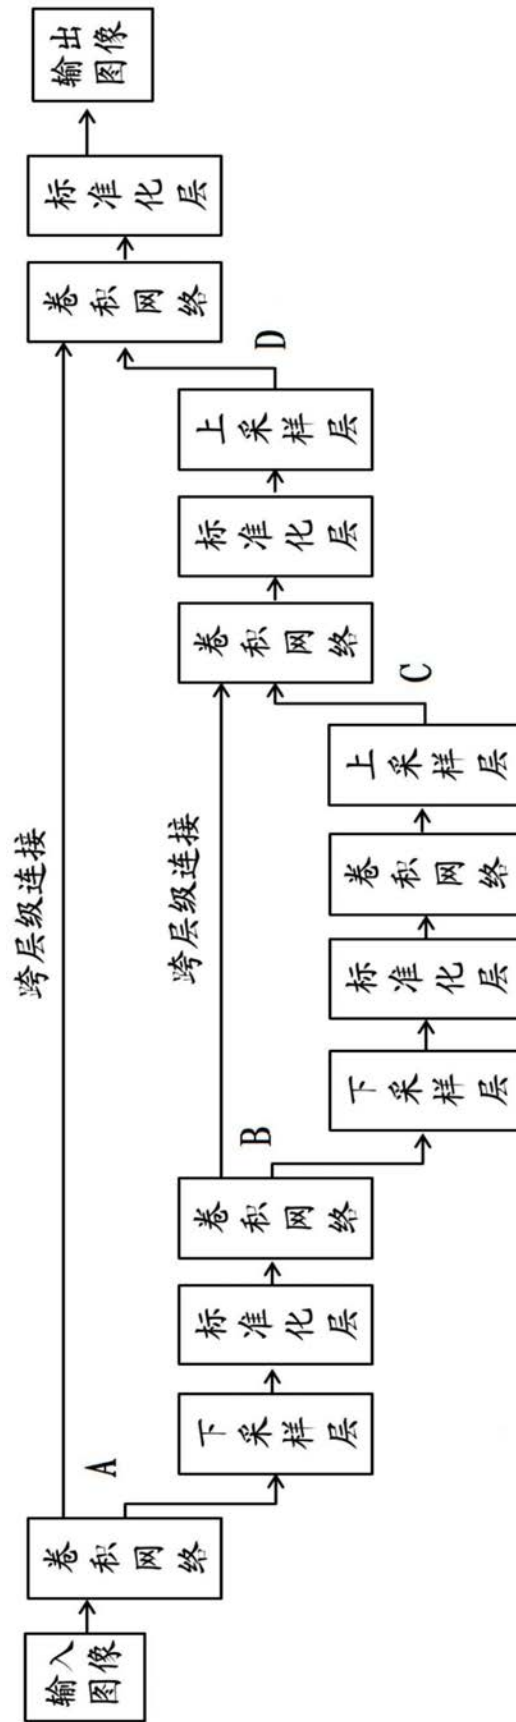 输入
图像
卷积网络
A
跨层级连接
下采样层
标准化层
卷积网络
B
跨层级连接
下采样层
标准化层
卷积网络
上采样层
C
卷积网络
标准化层
上采样层
D
卷积网络
标准化层
输出
图像